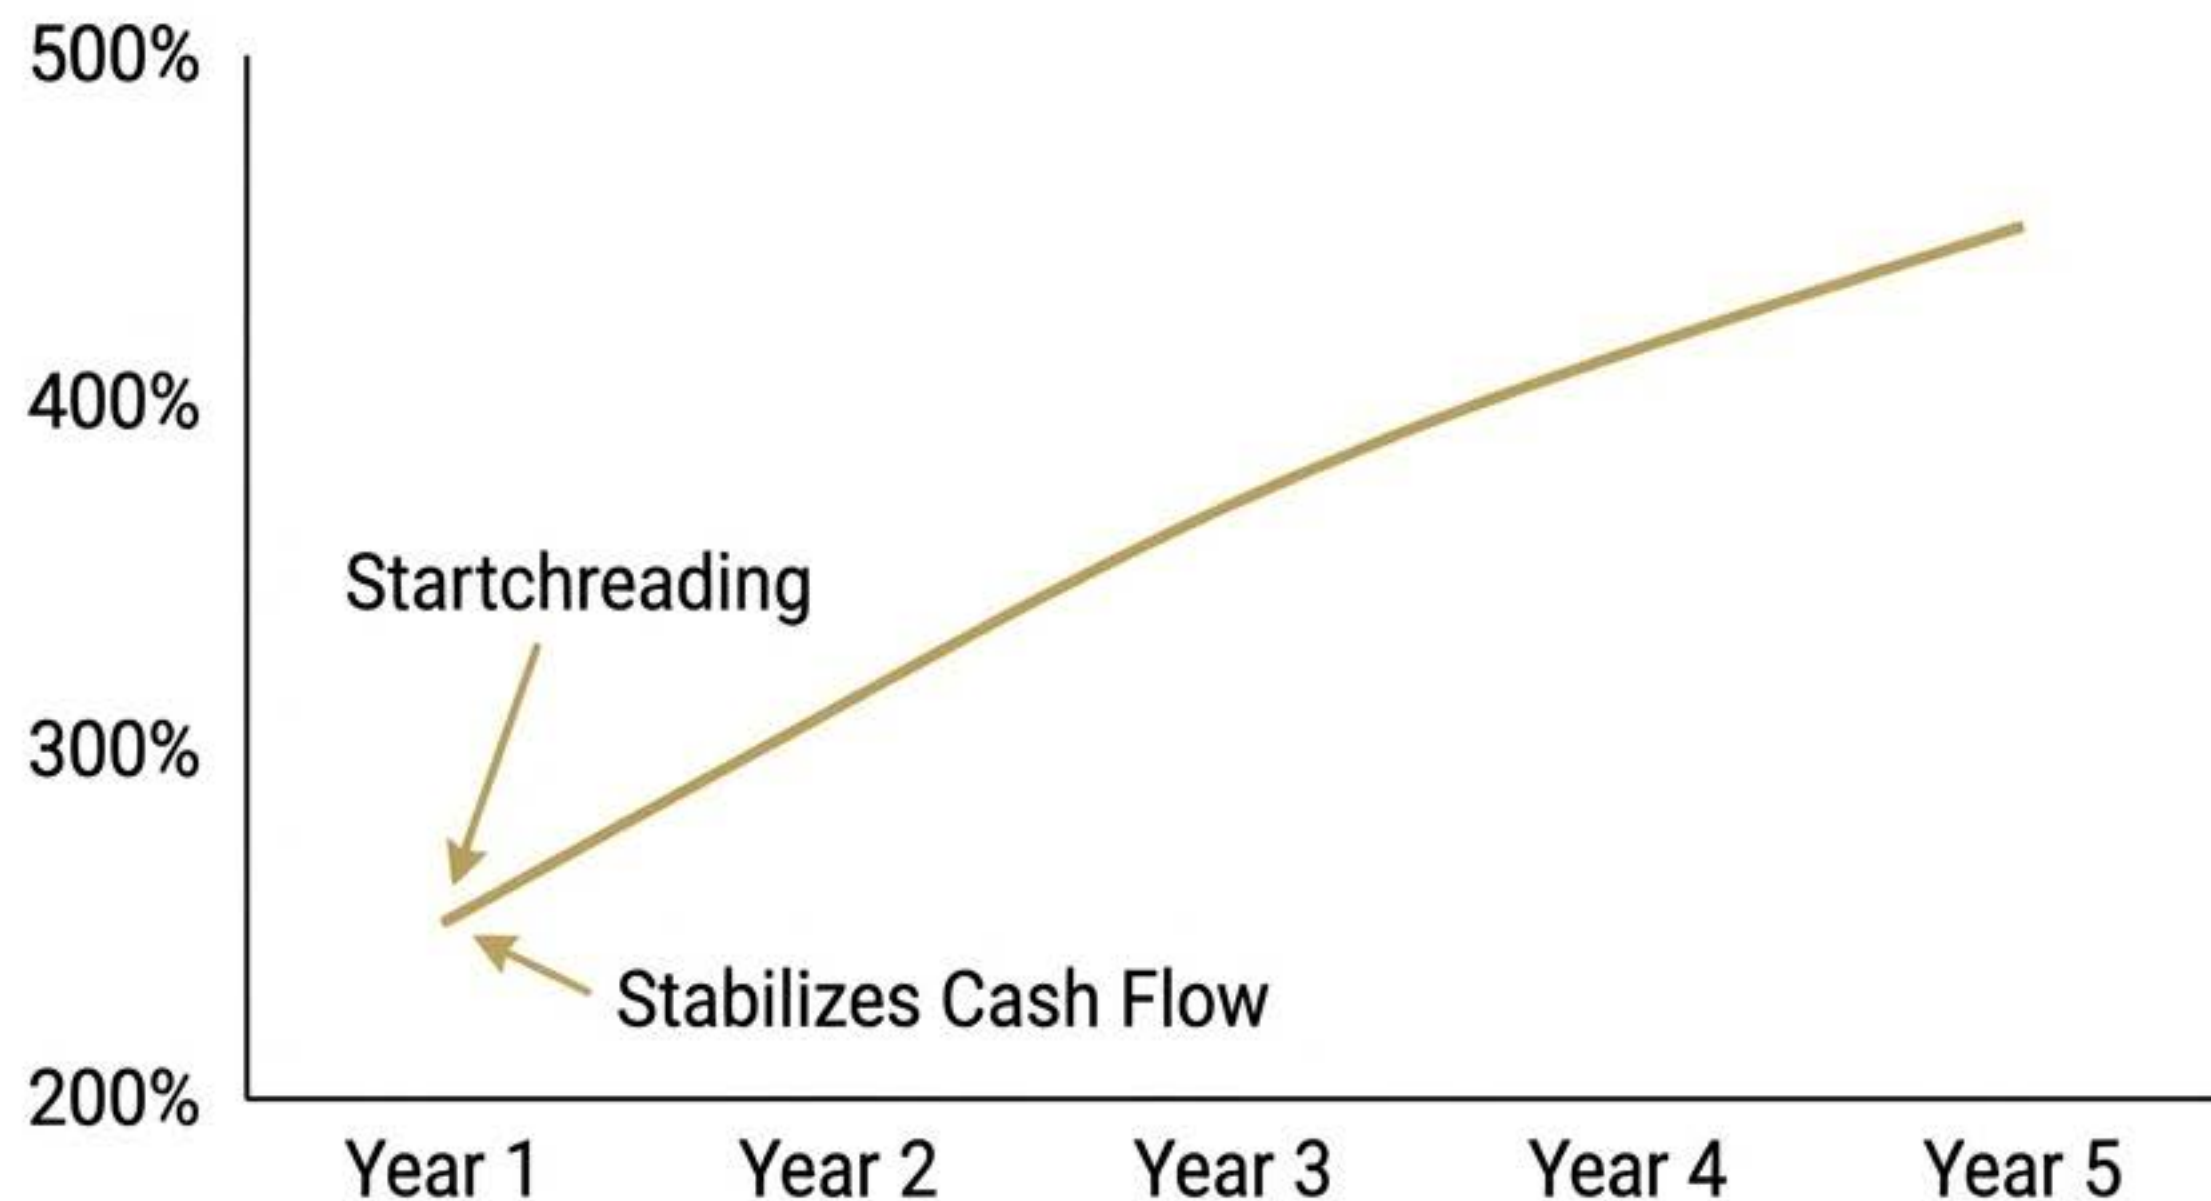 500%
400%
Startchreading
300%
Stabilizes Cash Flow
200%
Year 1 Year 2 Year 3 Year 4 Year 5